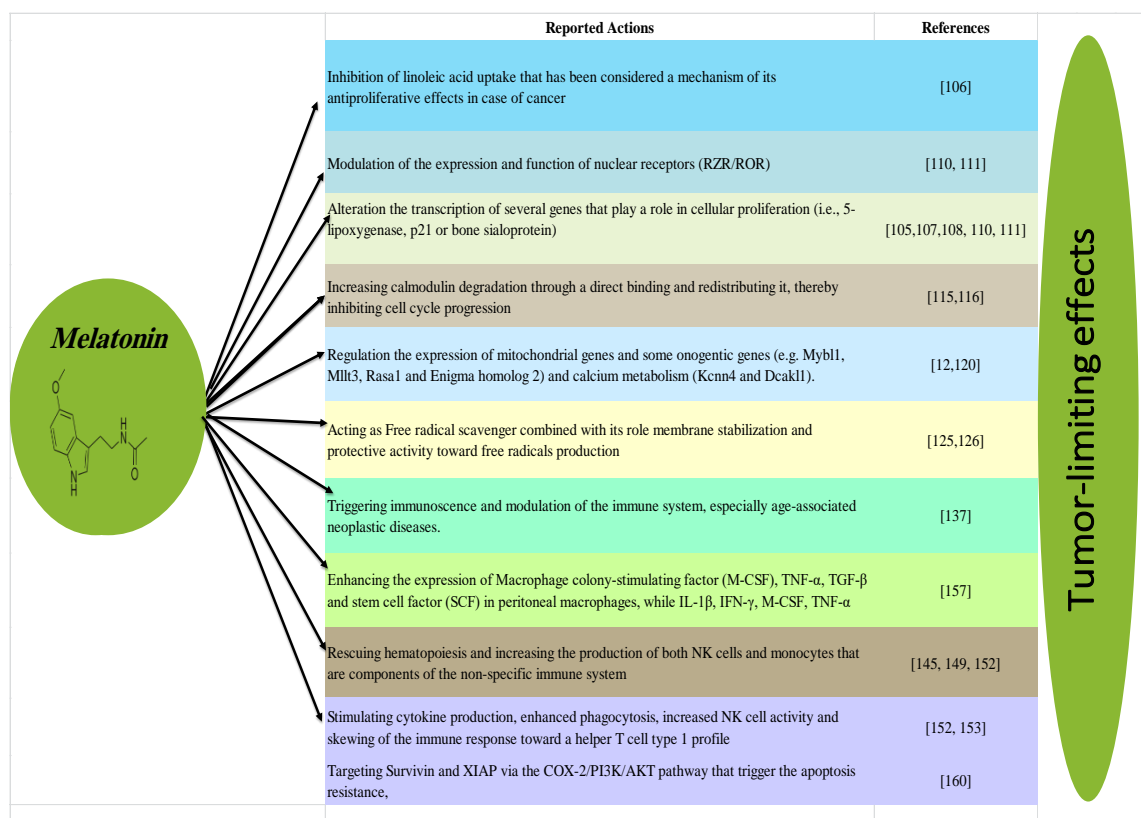 Reported Actions
References
Inhibition of linoleic acid uptake that has been considered a mechanism of its
antiproliferative effects in case of cancer
[106]
Modulation of the expression and function of nuclear receptors (RZR/ROR)
[110, 111]
Alteration the transcription of several genes that play a role in cellular proliferation (i.e., 5-
lipoxygenase, p21 or bone sialoprotein)
[105,107,108, 110, 111]
Increasing calmodulin degradation through a direct binding and redistributing it, thereby
inhibiting cell cycle progression
[115,116]
Melatonin
O
NH
O
NH
Regulation the expression of mitochondrial genes and some onogentic genes (e.g. Mybl1,
Mllt3, Rasa1 and Enigma homolog 2) and calcium metabolism (Kcnn4 and Dcakl1).
[12,120]
Acting as Free radical scavenger combined with its role membrane stabilization and
protective activity toward free radicals production
[125,126]
Triggering immunoscence and modulation of the immune system, especially age-associated
neoplastic diseases.
[137]
Enhancing the expression of Macrophage colony-stimulating factor (M-CSF), TNF-α, TGF-β
and stem cell factor (SCF) in peritoneal macrophages, while IL-1β, IFN-γ, M-CSF, TNF-α
[157]
Rescuing hematopoiesis and increasing the production of both NK cells and monocytes that
are components of the non-specific immune system
[145, 149, 152]
Stimulating cytokine production, enhanced phagocytosis, increased NK cell activity and
skewing of the immune response toward a helper T cell type 1 profile
[152, 153]
Targeting Survivin and XIAP via the COX-2/PI3K/AKT pathway that trigger the apoptosis
resistance,
[160]
Tumor-limiting effects